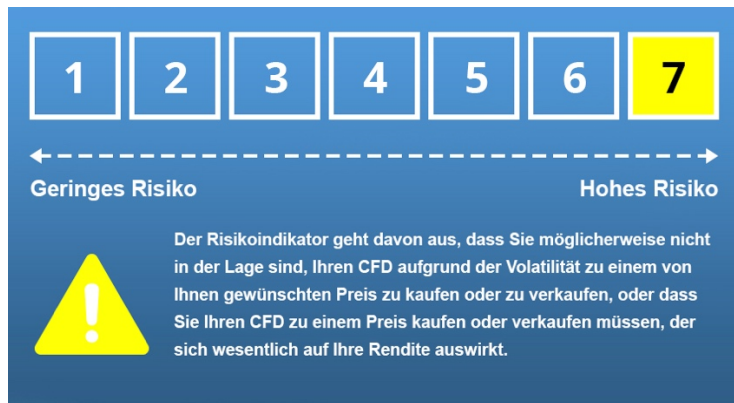 1 2 3 4 5 6 7
Geringes Risiko Hohes Risiko
Der Risikoindikator geht davon aus, dass Sie möglicherweise nicht
in der Lage sind, Ihren CFD aufgrund der Volatilität zu einem von
Ihnen gewünschten Preis zu kaufen oder zu verkaufen, oder dass
Sie Ihren CFD zu einem Preis kaufen oder verkaufen müssen, der
sich wesentlich auf Ihre Rendite auswirkt.